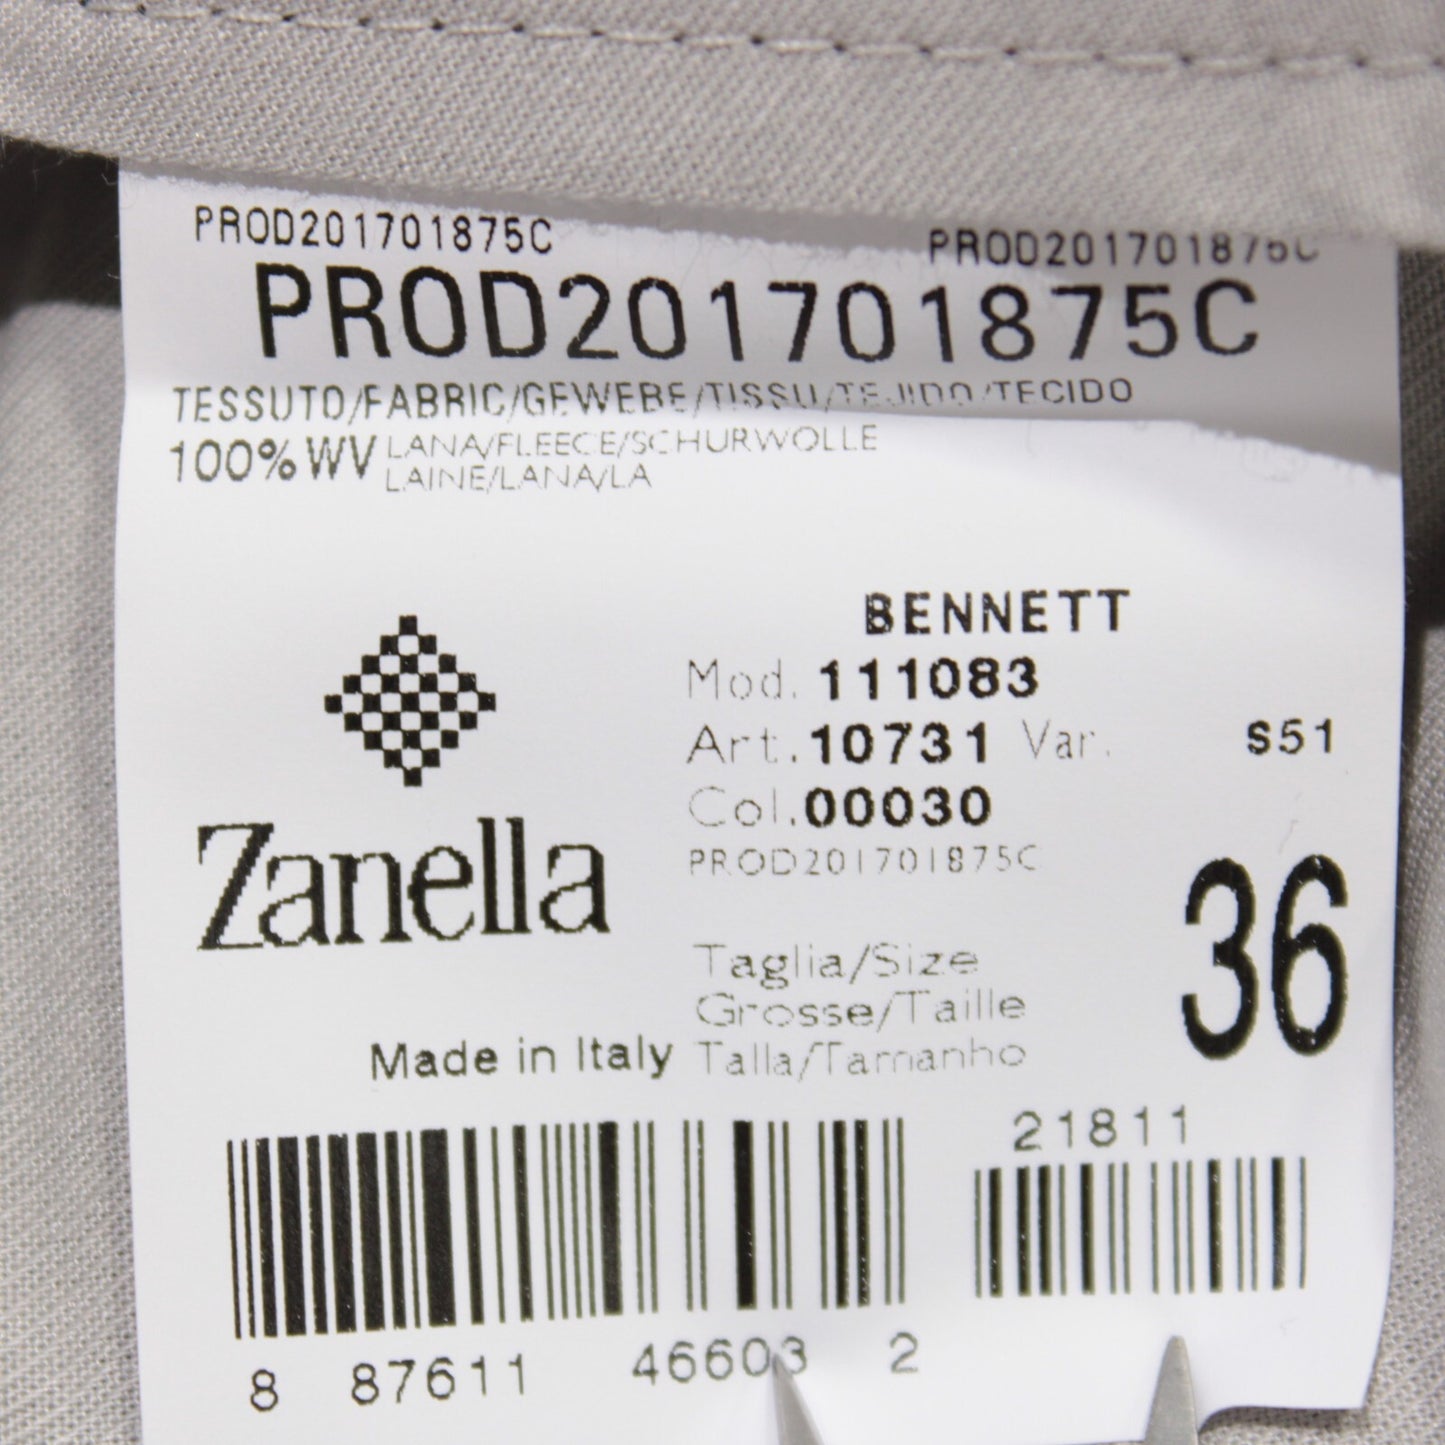 PROD201701875C PROD201701875C
PROD201701875C
TESSUTO/FABRIC/GEWEBE/TISSU/TEJIDO/TECIDO
100% WV LANA/FLEECE/SCHURWOLLE
LAINE/LANA/LA
BENNETT
Mod. 111083
Art. 10731 Var. S51
Col. 00030
PROD201701875C
Zanella
36
Taglia/Size
Grosse/Taille
Made in Italy Talla/Tamanho
21811
8 87611 46603 2